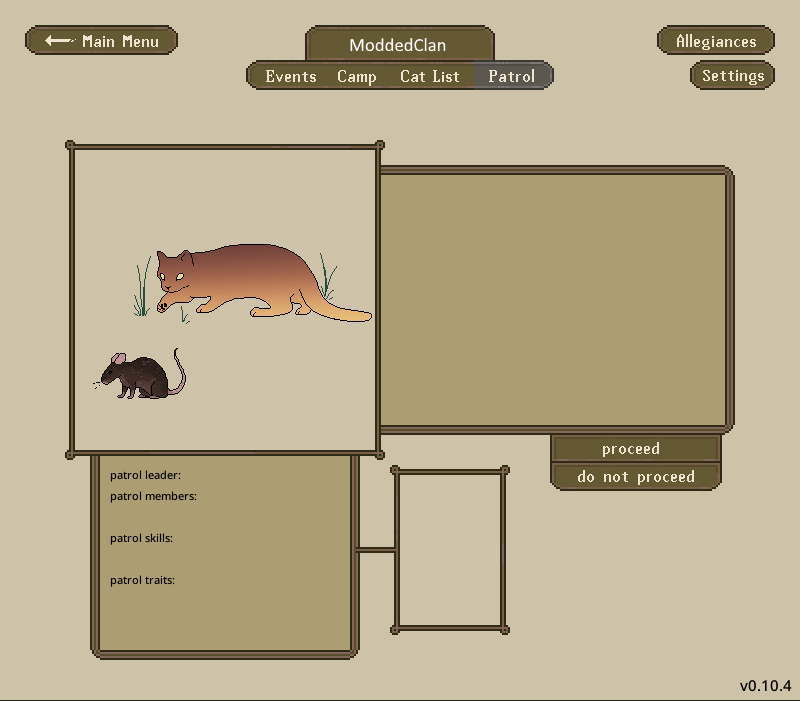 Main Menu
ModdedClan
Allegiances
Events Camp Cat List Patrol
Settings
proceed
do not proceed
patrol leader:
patrol members:
patrol skills:
patrol traits:
v0.10.4